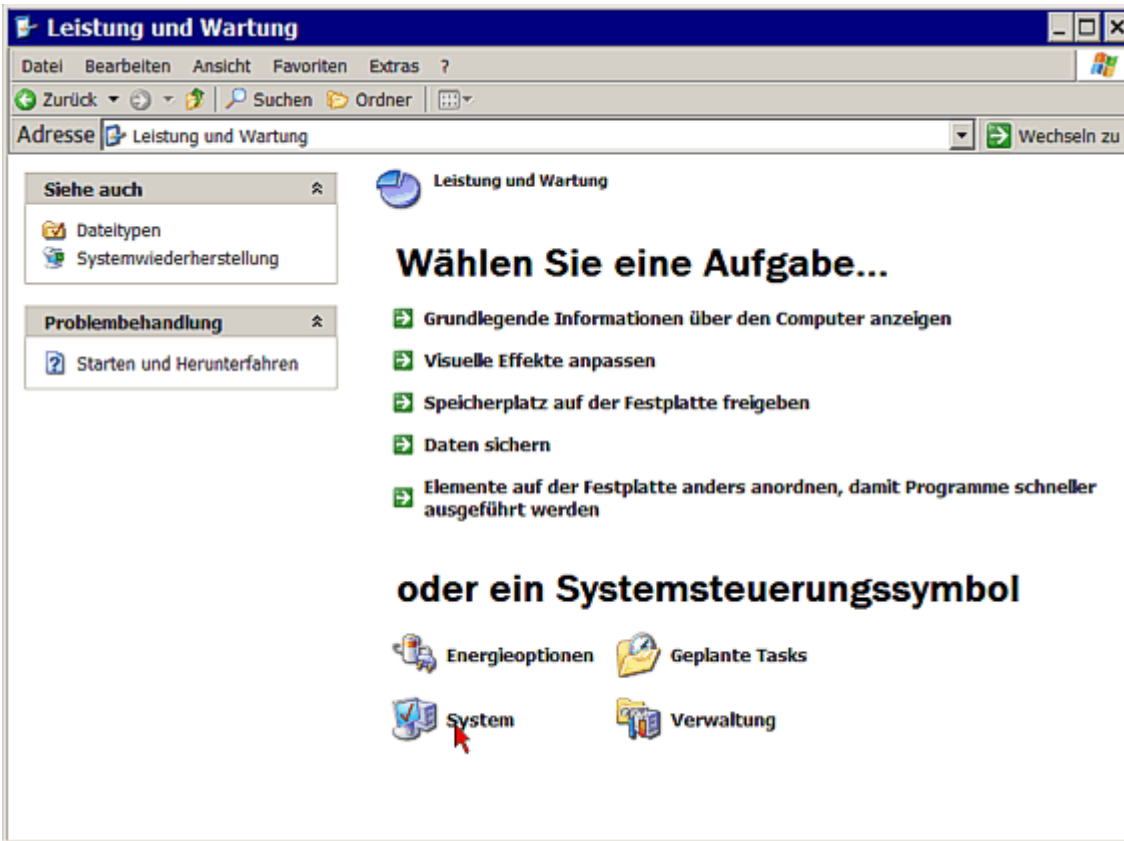 Leistung und Wartung
Datei Bearbeiten Ansicht Favoriten Extras ?
Zurück Suchen Ordner
Adresse Leistung und Wartung Wechseln zu
Siehe auch
Dateitypen
Systemwiederherstellung
Problembehandlung
Starten und Herunterfahren
Leistung und Wartung
Wählen Sie eine Aufgabe...
Grundlegende Informationen über den Computer anzeigen
Visuelle Effekte anpassen
Speicherplatz auf der Festplatte freigeben
Daten sichern
Elemente auf der Festplatte anders anordnen, damit Programme schneller
ausgeführt werden
oder ein Systemsteuerungssymbol
Energieoptionen Geplante Tasks
System Verwaltung